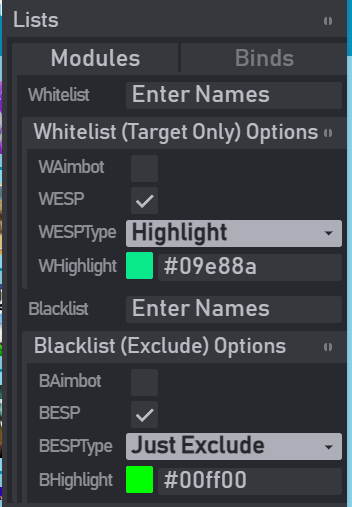 Lists
Modules Binds
Whitelist Enter Names
Whitelist (Target Only) Options
WAimbot
WESP
WESPType Highlight
WHighlight #09e88a
Blacklist Enter Names
Blacklist (Exclude) Options
BAimbot
BESP
BESPType Just Exclude
BHighlight #00ff00